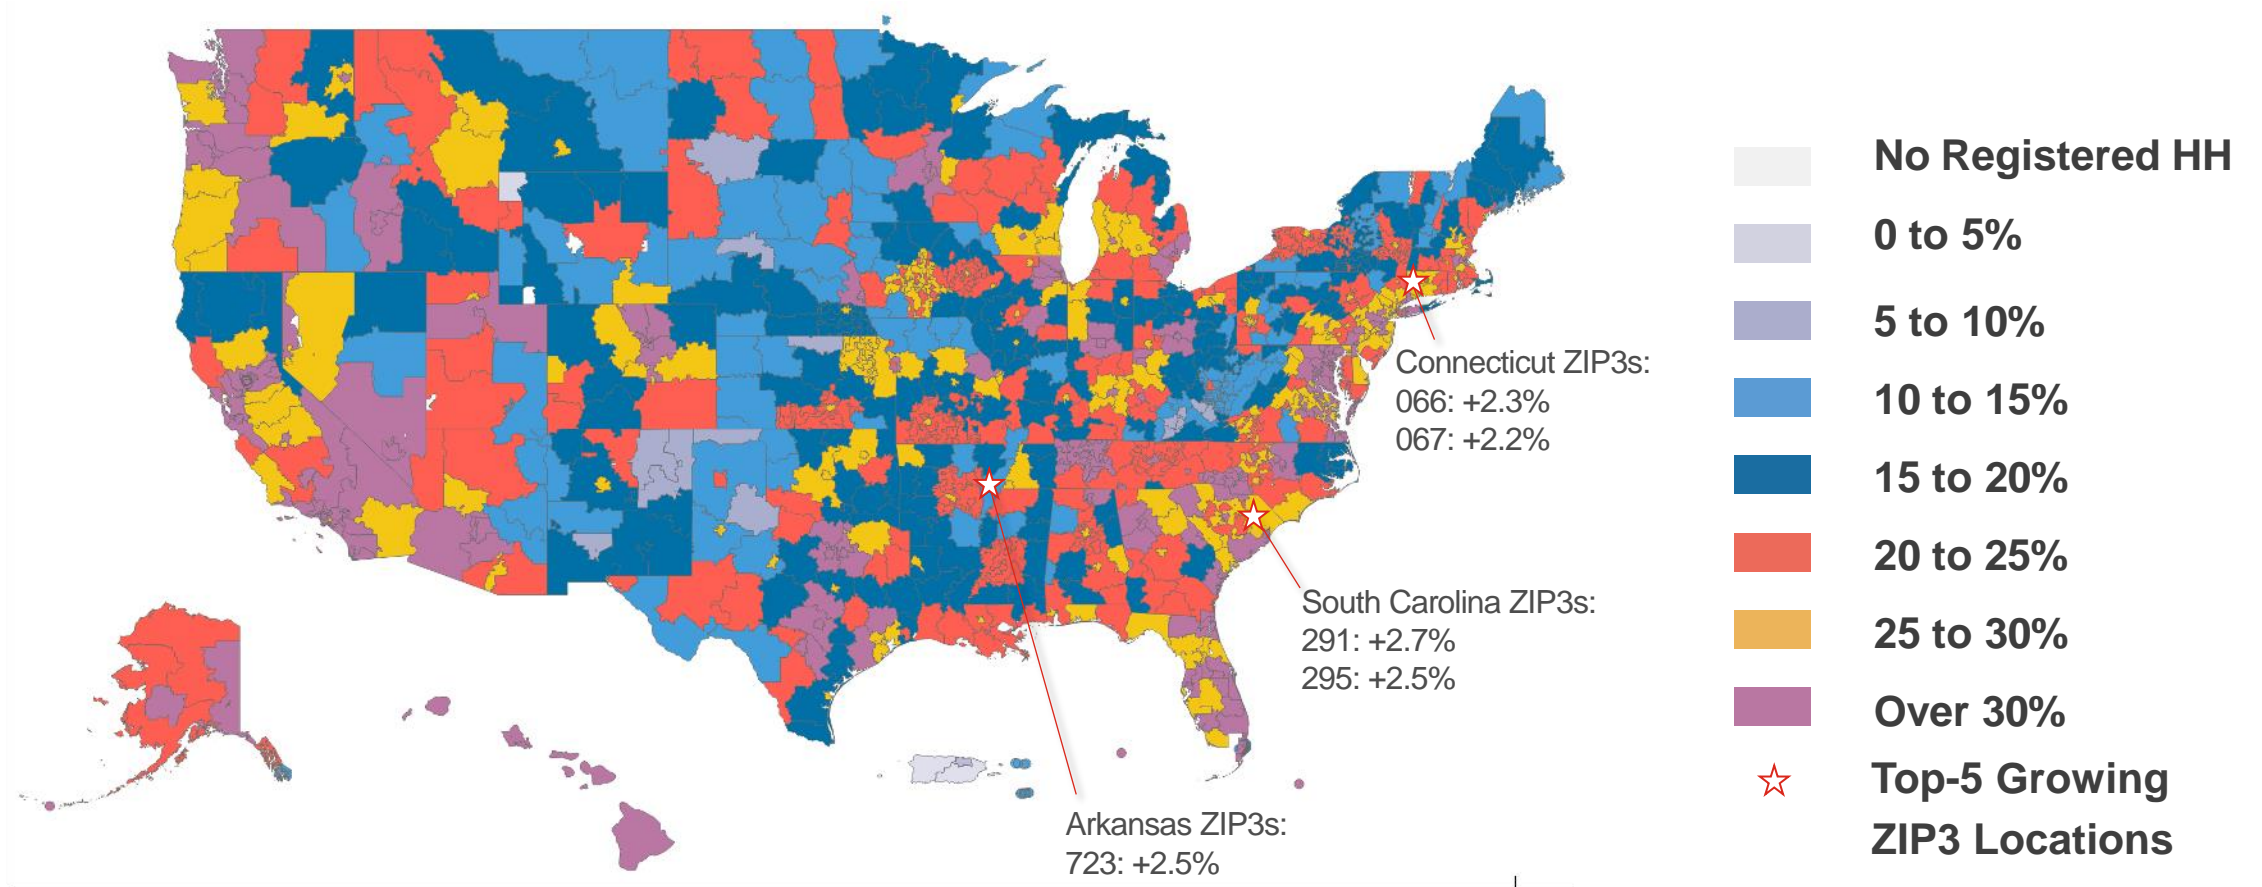 No Registered HH
0 to 5%
5 to 10%
10 to 15%
15 to 20%
20 to 25%
25 to 30%
Over 30%
Top-5 Growing
ZIP3 Locations
Connecticut ZIP3s:
066: +2.3%
067: +2.2%
South Carolina ZIP3s:
291: +2.7%
295: +2.5%
Arkansas ZIP3s:
723: +2.5%